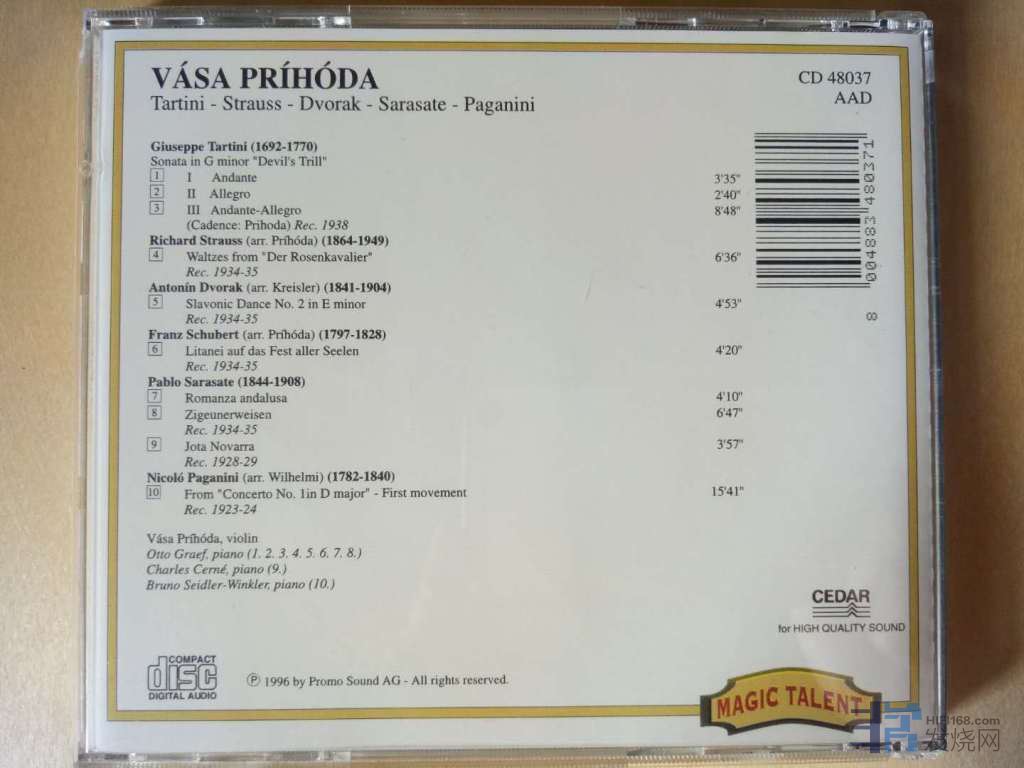 VÁSA PRÍHÓDA
Tartini - Strauss - Dvorak - Sarasate - Paganini
CD 48037
AAD
Giuseppe Tartini (1692-1770)
Sonata in G minor "Devil's Trill"
1 I Andante 3'35"
2 II Allegro 2'40"
3 III Andante-Allegro 8'48"
(Cadence: Prihoda) Rec. 1938
Richard Strauss (arr. Príhóda) (1864-1949)
4 Waltzes from "Der Rosenkavalier" 6'36"
Rec. 1934-35
Antonín Dvorak (arr. Kreisler) (1841-1904)
5 Slavonic Dance No. 2 in E minor 4'53"
Rec. 1934-35
Franz Schubert (arr. Príhóda) (1797-1828)
6 Litanei auf das Fest aller Seelen 4'20"
Rec. 1934-35
Pablo Sarasate (1844-1908)
7 Romanza andalusa 4'10"
8 Zigeunerweisen 6'47"
Rec. 1934-35
9 Jota Novarra 3'57"
Rec. 1928-29
Nicoló Paganini (arr. Wilhelmi) (1782-1840)
10 From "Concerto No. 1in D major" - First movement 15'41"
Rec. 1923-24
Vása Príhóda, violin
Otto Graef, piano (1. 2. 3. 4. 5. 6. 7. 8.)
Charles Cerné, piano (9.)
Bruno Seidler-Winkler, piano (10.)
8 004883 480371
CEDAR
for HIGH QUALITY SOUND
COMPACT
disc
DIGITAL AUDIO
℗ 1996 by Promo Sound AG - All rights reserved.
MAGIC TALENT
HIFI168.com
发烧网